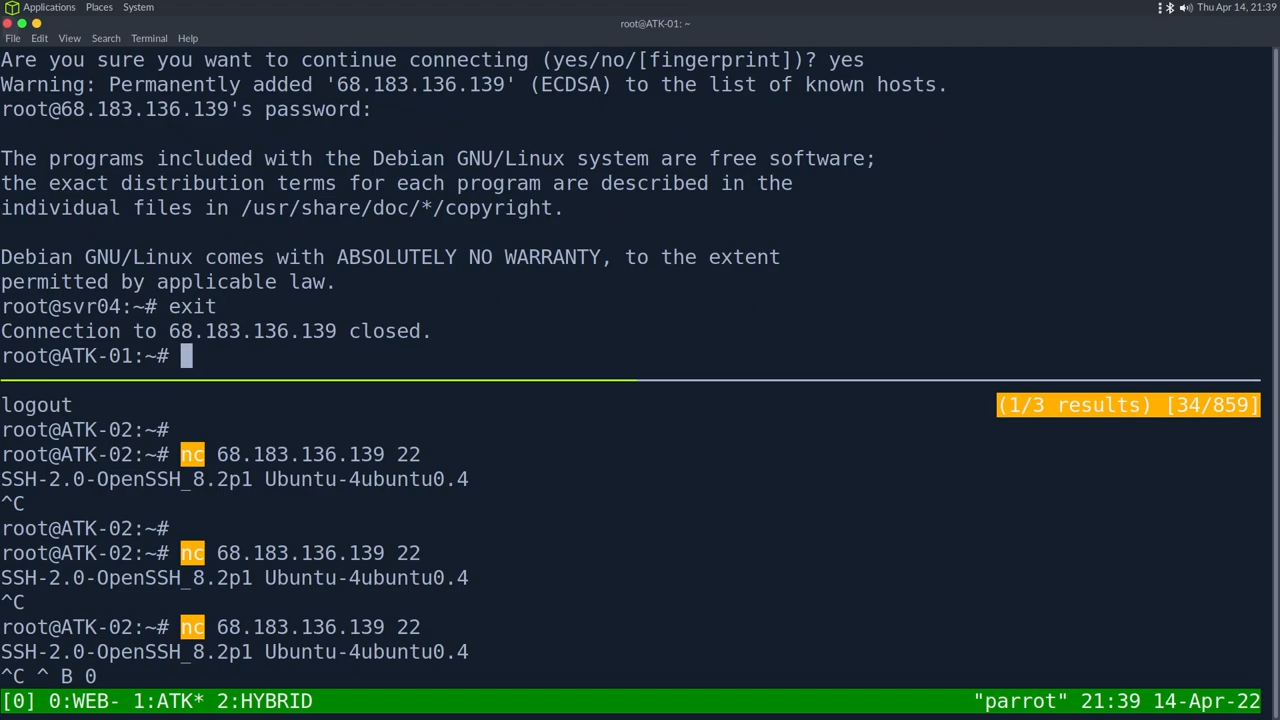 Applications Places System Thu Apr 14, 21:39
root@ATK-01: ~
File Edit View Search Terminal Help
Are you sure you want to continue connecting (yes/no/[fingerprint])? yes
Warning: Permanently added '68.183.136.139' (ECDSA) to the list of known hosts.
root@68.183.136.139's password:
The programs included with the Debian GNU/Linux system are free software;
the exact distribution terms for each program are described in the
individual files in /usr/share/doc/*/copyright.
Debian GNU/Linux comes with ABSOLUTELY NO WARRANTY, to the extent
permitted by applicable law.
root@svr04:~# exit
Connection to 68.183.136.139 closed.
root@ATK-01:~#
logout (1/3 results) [34/859]
root@ATK-02:~#
root@ATK-02:~# nc 68.183.136.139 22
SSH-2.0-OpenSSH_8.2p1 Ubuntu-4ubuntu0.4
^C
root@ATK-02:~#
root@ATK-02:~# nc 68.183.136.139 22
SSH-2.0-OpenSSH_8.2p1 Ubuntu-4ubuntu0.4
^C
root@ATK-02:~# nc 68.183.136.139 22
SSH-2.0-OpenSSH_8.2p1 Ubuntu-4ubuntu0.4
^C ^ B 0
[0] 0:WEB- 1:ATK* 2:HYBRID "parrot" 21:39 14-Apr-22